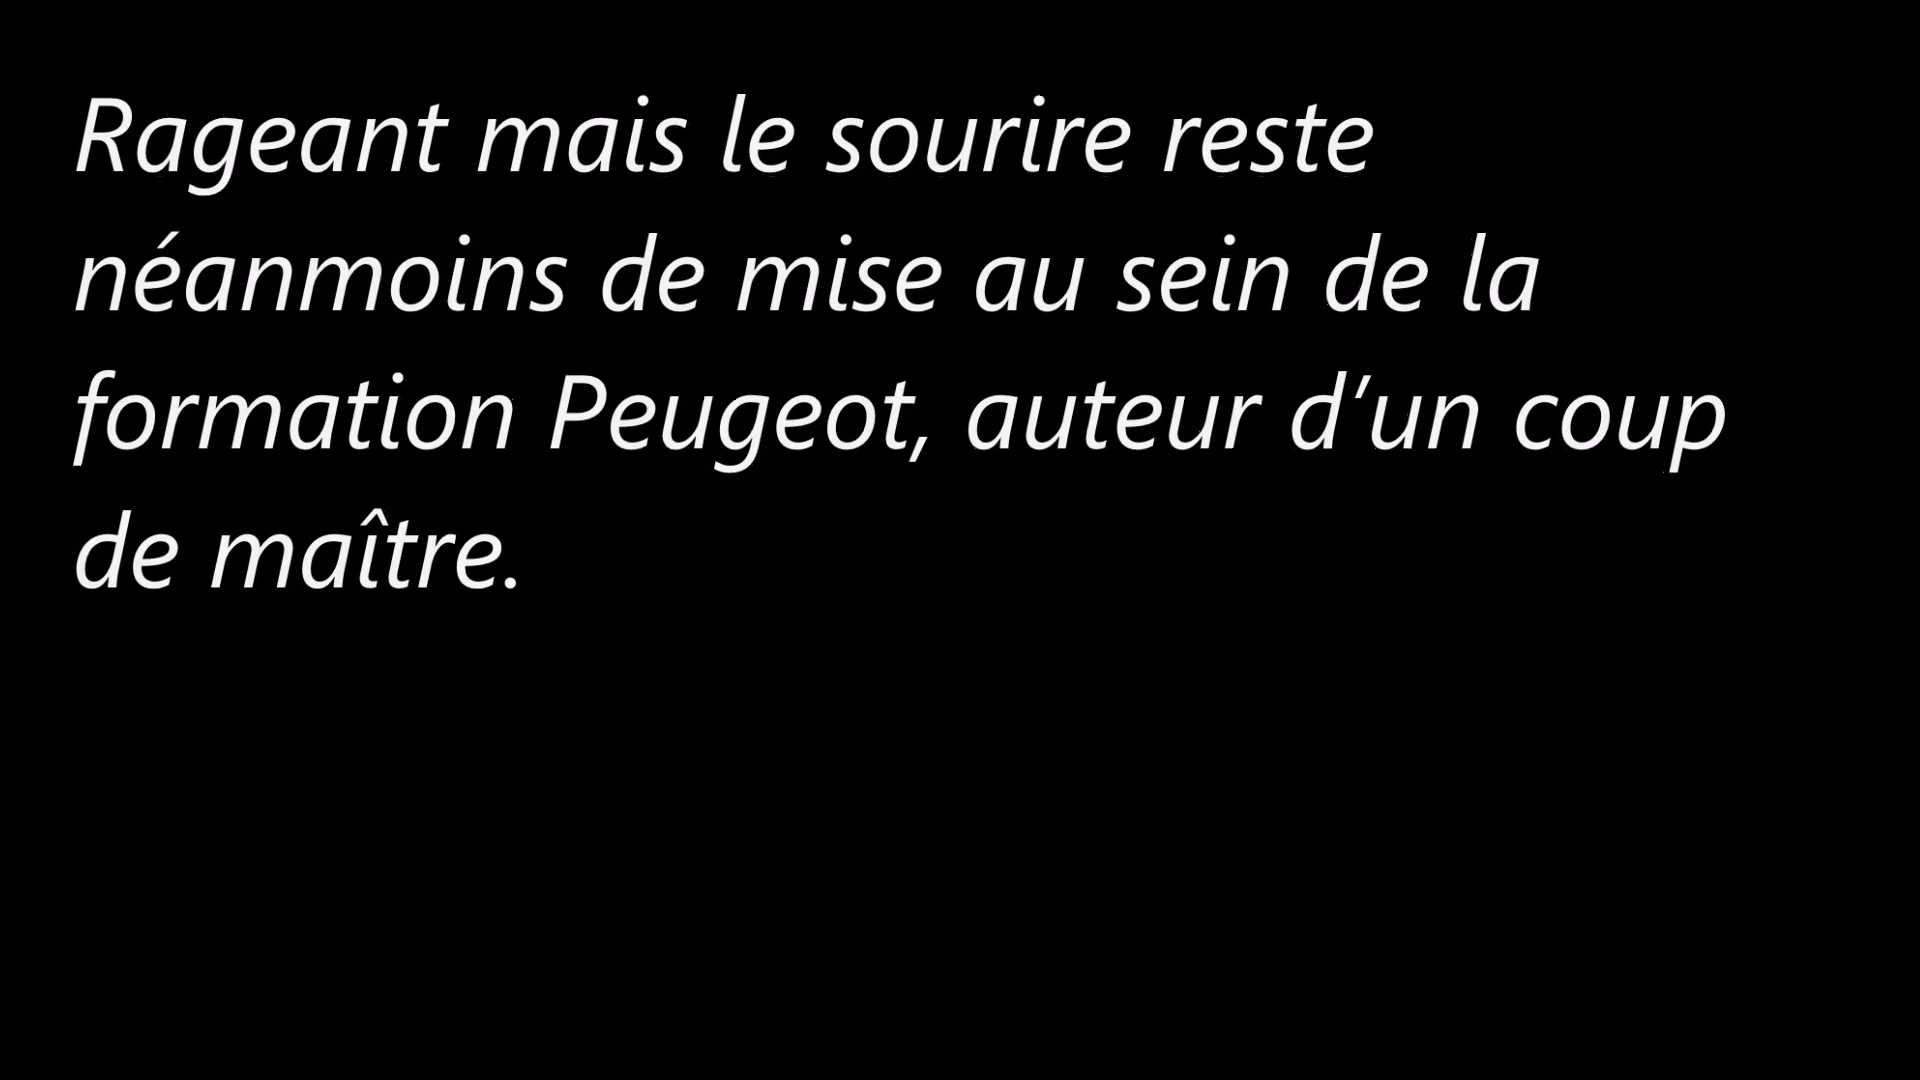 Rageant mais le sourire reste
néanmoins de mise au sein de la
formation Peugeot, auteur d’un coup
de maître.